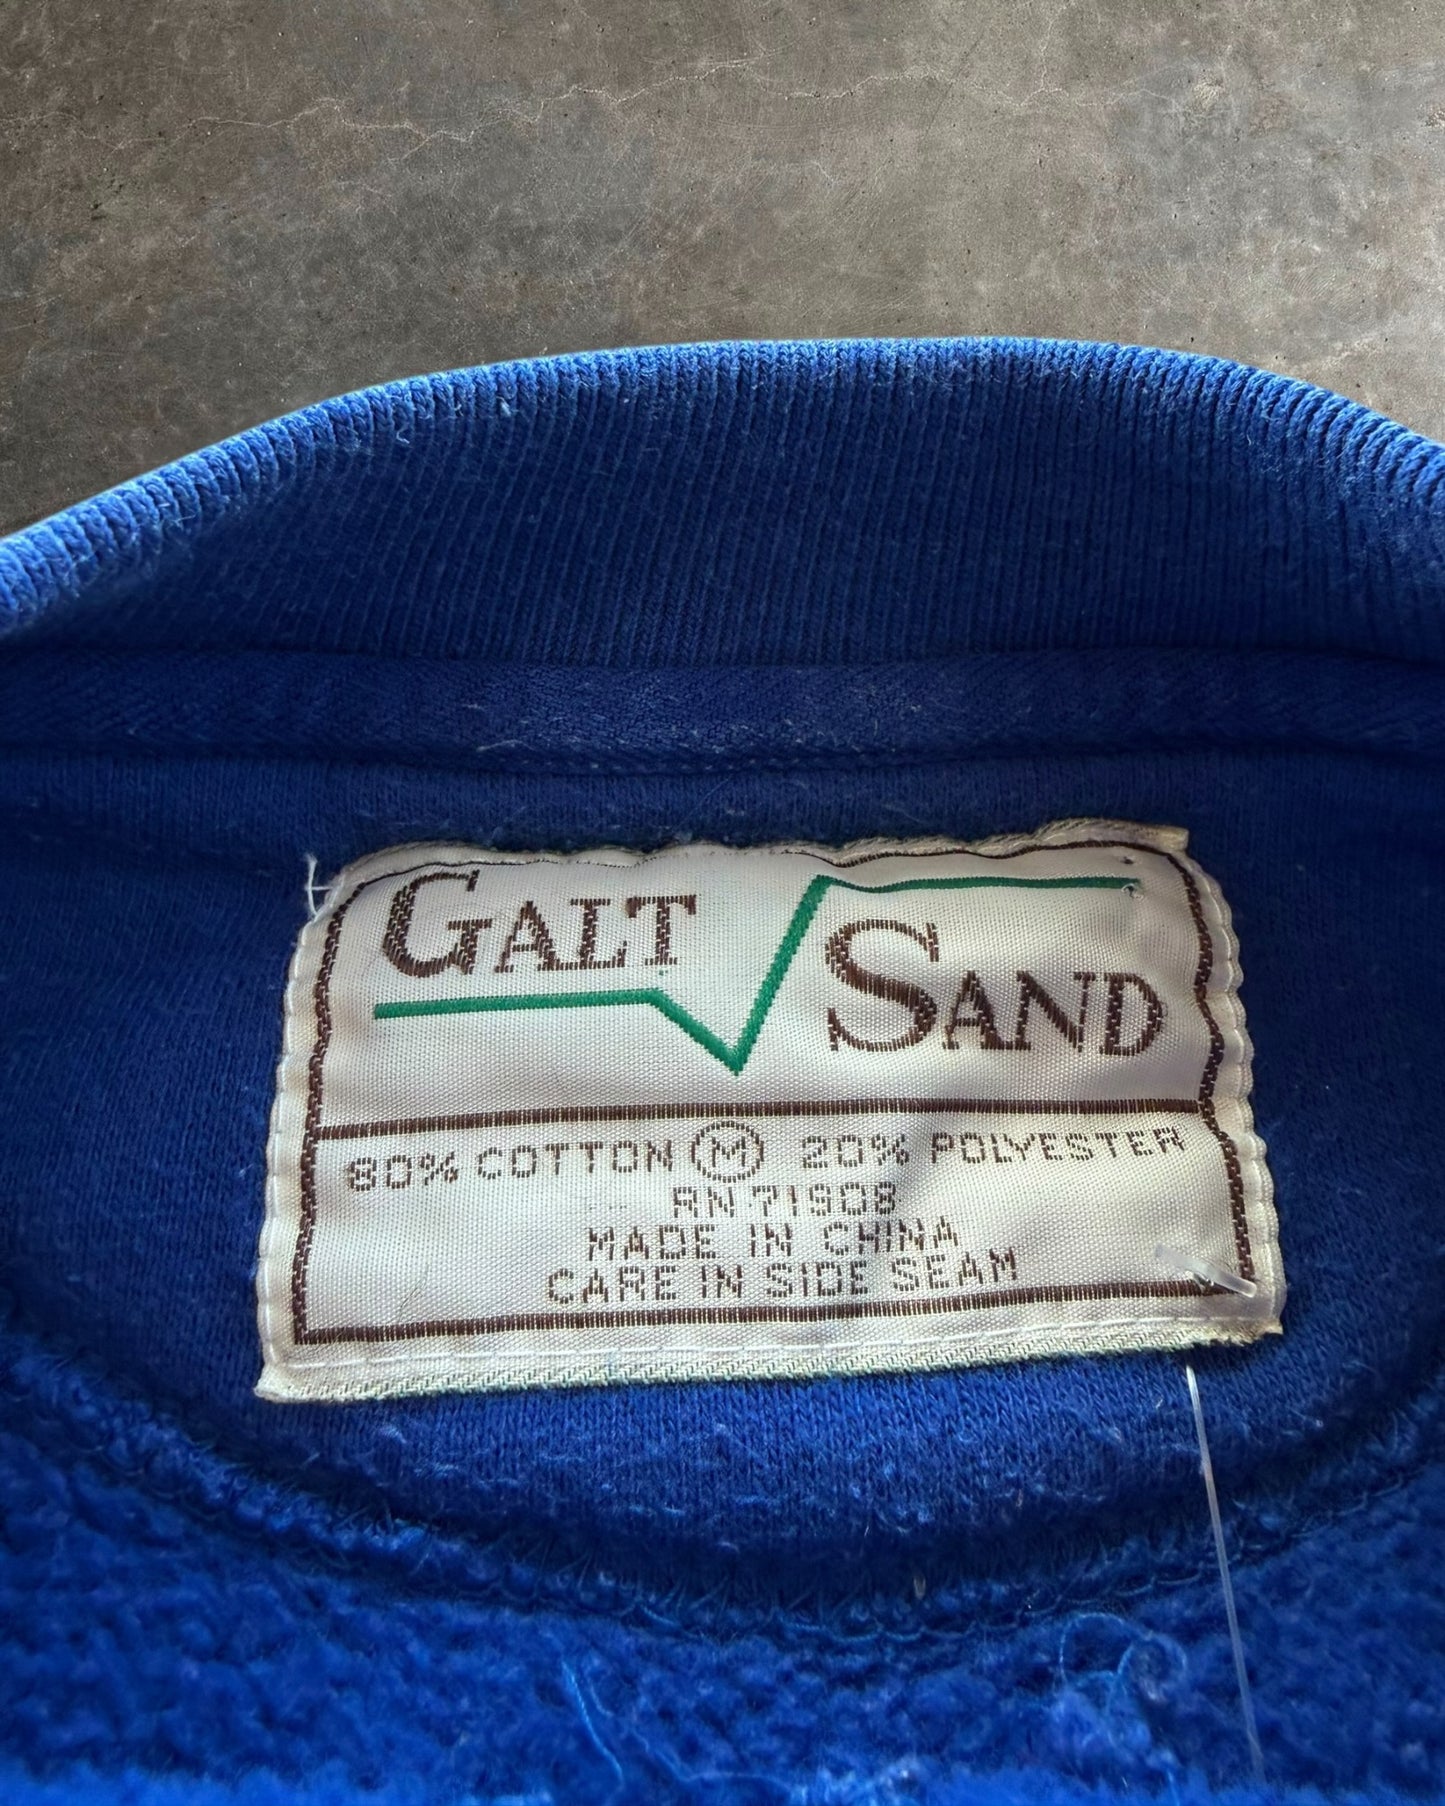 GALT SAND
80% COTTON M 20% POLYESTER
RN 71908
MADE IN CHINA
CARE IN SIDE SEAM